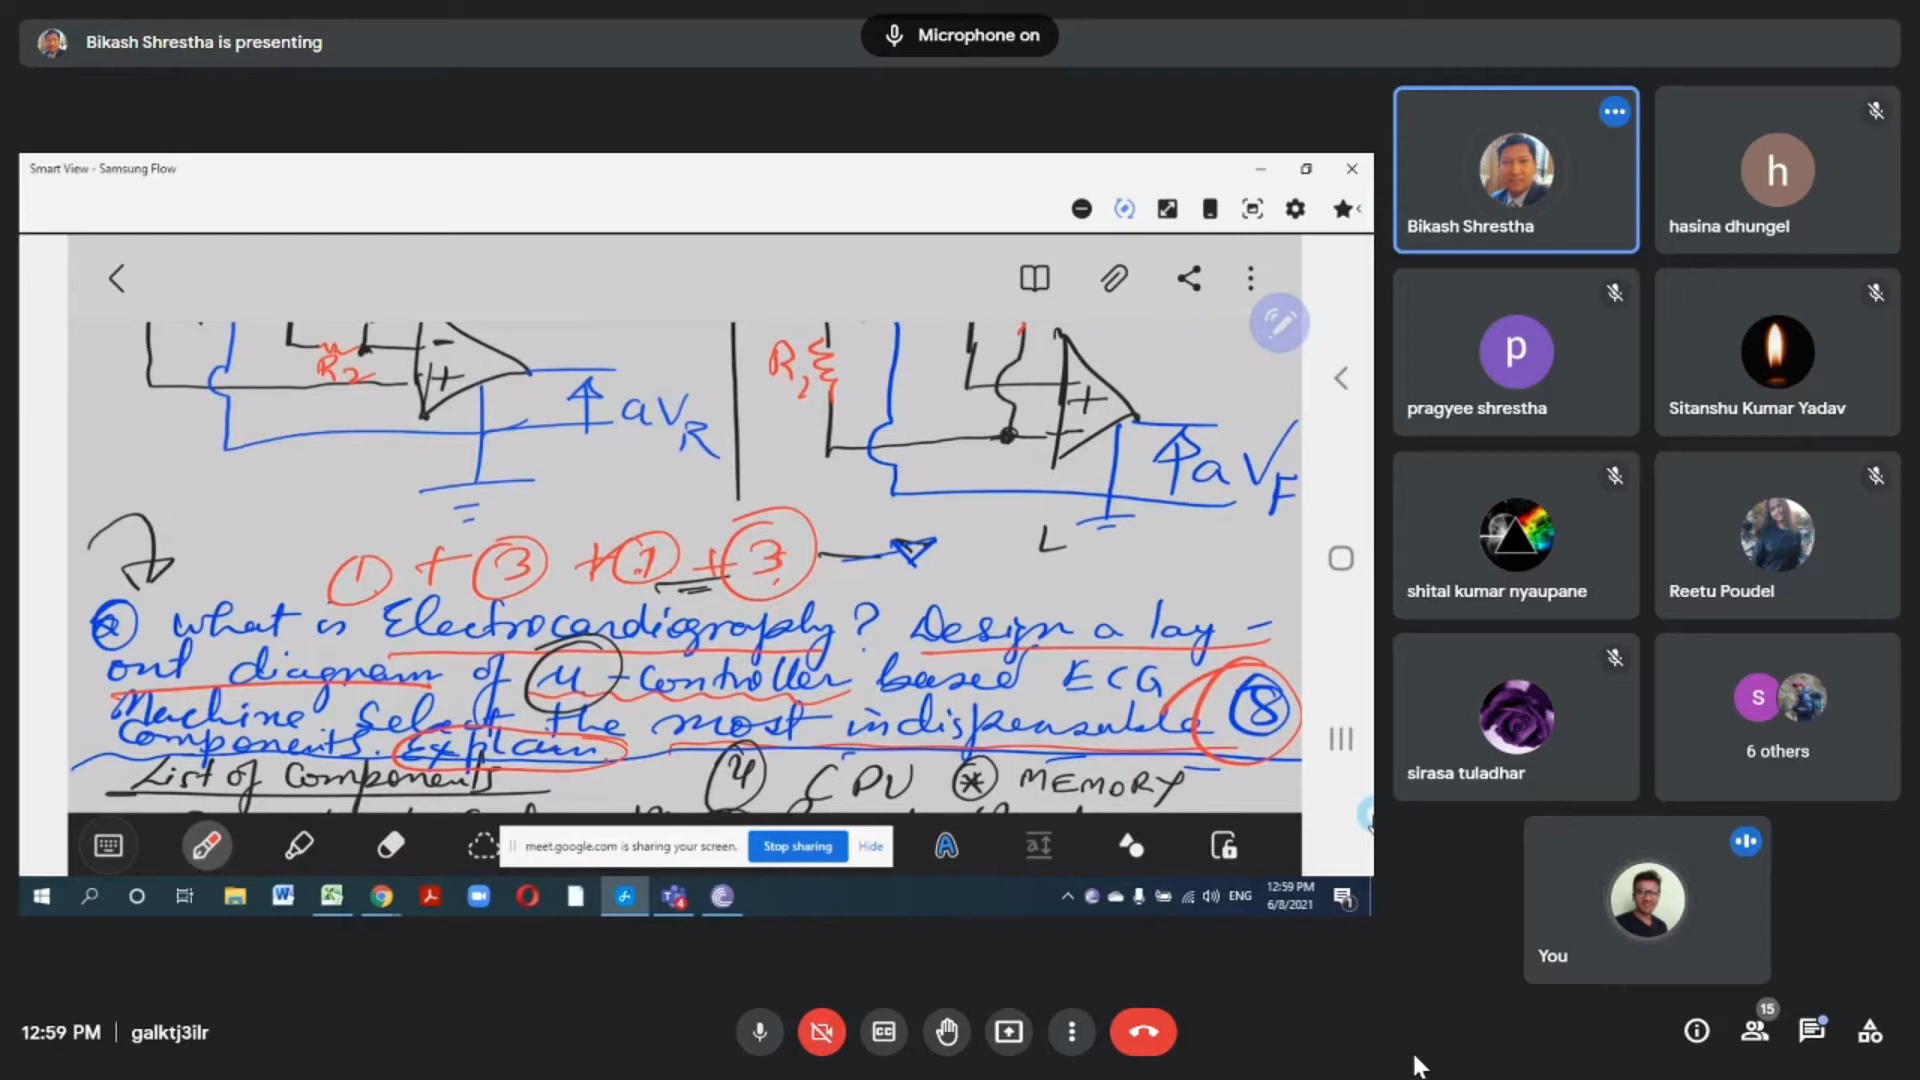 Bikash Shrestha is presenting
Microphone on
Smart View - Samsung Flow
R2
-
+
aVR
R1
+
-
aVF
L
1 + 3 + 1 + 3
Q What is Electrocardiography? Design a lay-
out diagram of μ-Controller based ECG
Machine Select the most indispensable 8
Components. Explain
List of Components
4 CPU * MEMORY
meet.google.com is sharing your screen.
Stop sharing
Hide
ENG
12:59 PM
6/8/2021
Bikash Shrestha
h
hasina dhungel
p
pragyee shrestha
Sitanshu Kumar Yadav
shital kumar nyaupane
Reetu Poudel
sirasa tuladhar
s
6 others
You
12:59 PM
galktj3ilr
15